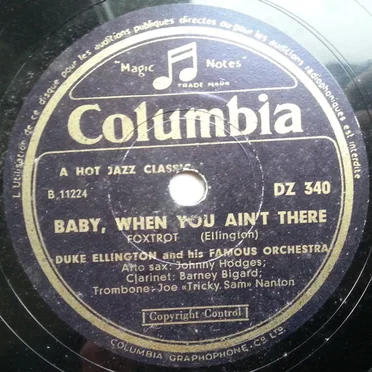 L'Utilisation de ce disque pour les auditions publiques directes ou pour les auditions radiophoniques est interdite
"Magic Notes"
TRADE MARK
Columbia
A HOT JAZZ CLASSIC
B.11224
DZ 340
BABY, WHEN YOU AIN'T THERE
FOXTROT (Ellington)
DUKE ELLINGTON and his FAMOUS ORCHESTRA
Alto sax: Johnny Hodges;
Clarinet: Barney Bigard;
Trombone: Joe «Tricky Sam» Nanton
Copyright Control
COLUMBIA GRAPHOPHONE Co LTD